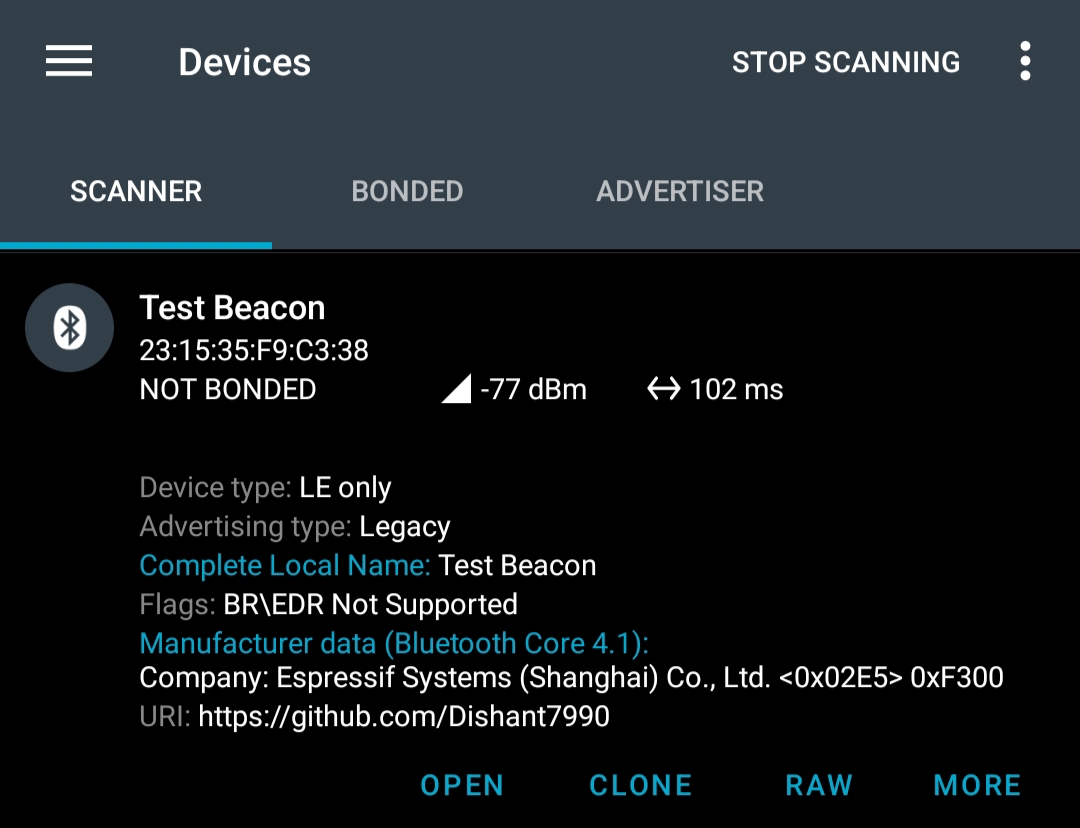 Devices
STOP SCANNING
SCANNER
BONDED
ADVERTISER
Test Beacon
23:15:35:F9:C3:38
NOT BONDED -77 dBm 102 ms
Device type: LE only
Advertising type: Legacy
Complete Local Name: Test Beacon
Flags: BR\EDR Not Supported
Manufacturer data (Bluetooth Core 4.1):
Company: Espressif Systems (Shanghai) Co., Ltd. <0x02E5> 0xF300
URI: https://github.com/Dishant7990
OPEN
CLONE
RAW
MORE